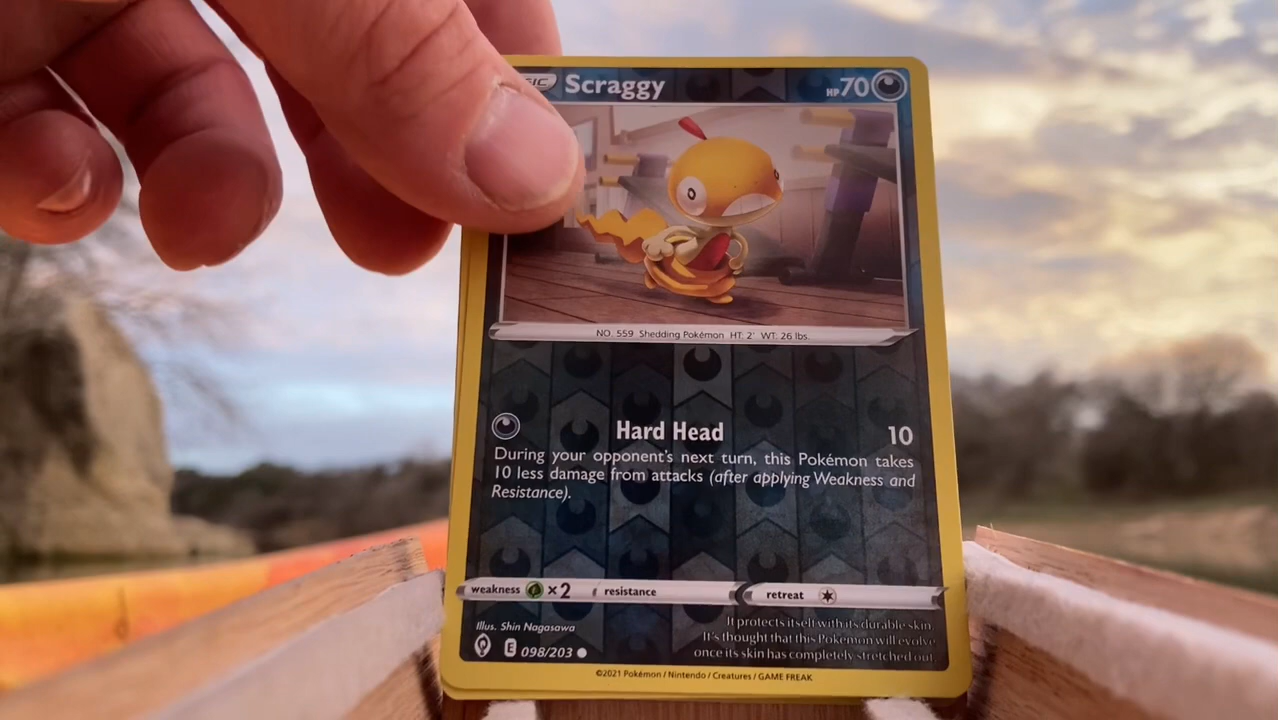 SIC Scraggy HP 70
NO. 559 Shedding Pokémon HT: 2' WT: 26 lbs.
Hard Head 10
During your opponent's next turn, this Pokémon takes
10 less damage from attacks (after applying Weakness and
Resistance).
weakness ×2 resistance retreat
Illus. Shin Nagasawa
E 098/203
It protects itself with its durable skin.
It's thought that this Pokémon will evolve
once its skin has completely stretched out.
©2021 Pokémon / Nintendo / Creatures / GAME FREAK